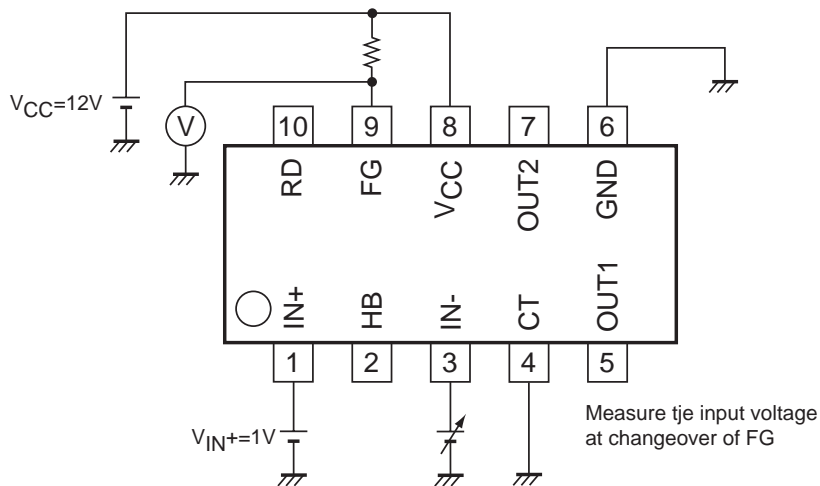 VCC=12V
V
10 9 8 7 6
RD FG VCC OUT2 GND
IN+ HB IN- CT OUT1
1 2 3 4 5
VIN+=1V
Measure tje input voltage
at changeover of FG